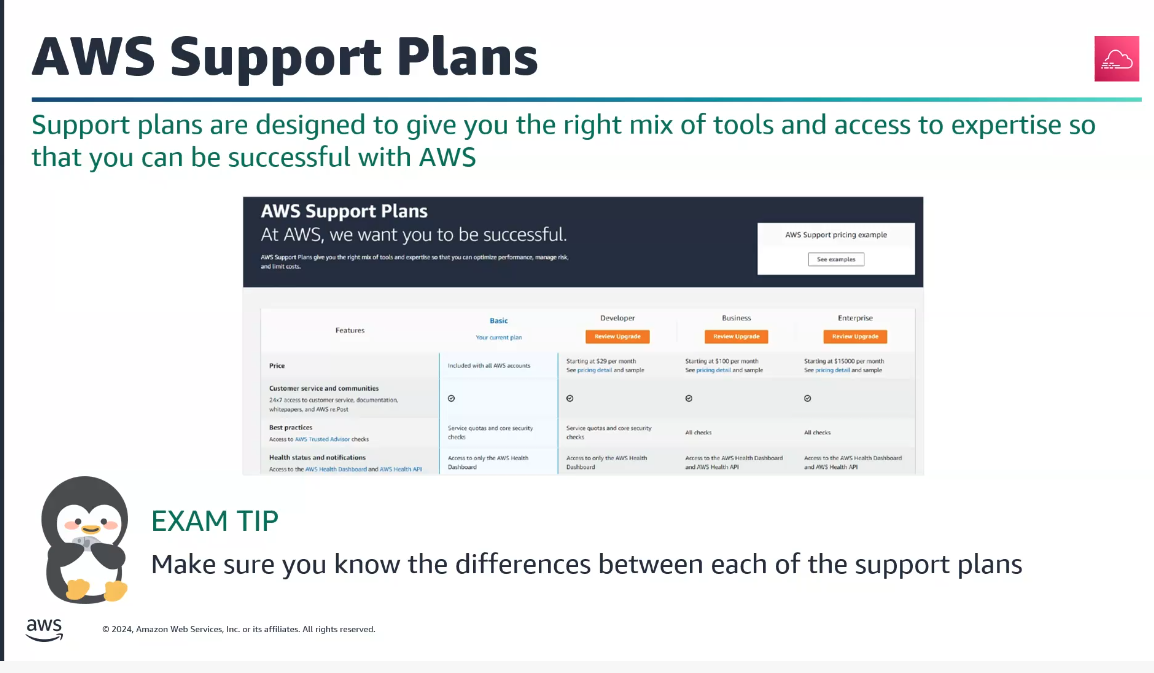 AWS Support Plans
Support plans are designed to give you the right mix of tools and access to expertise so
that you can be successful with AWS
AWS Support Plans
At AWS, we want you to be successful.
AWS Support Plans give you the right mix of tools and expertise so that you can optimize performance, manage risk,
and limit costs.
AWS Support pricing example
See examples
Features
Basic
Your current plan
Developer
Review Upgrade
Business
Review Upgrade
Enterprise
Review Upgrade
Price
Included with all AWS accounts
Starting at $29 per month
See pricing detail and sample
Starting at $100 per month
See pricing detail and sample
Starting at $15000 per month
See pricing detail and sample
Customer service and communities
24x7 access to customer service, documentation,
whitepapers, and AWS re:Post
Best practices
Access to AWS Trusted Advisor checks
Service quotas and core security
checks
Service quotas and core security
checks
All checks
All checks
Health status and notifications
Access to the AWS Health Dashboard and AWS Health API
Access to only the AWS Health
Dashboard
Access to only the AWS Health
Dashboard
Access to the AWS Health Dashboard
and AWS Health API
Access to the AWS Health Dashboard
and AWS Health API
EXAM TIP
Make sure you know the differences between each of the support plans
aws
© 2024, Amazon Web Services, Inc. or its affiliates. All rights reserved.